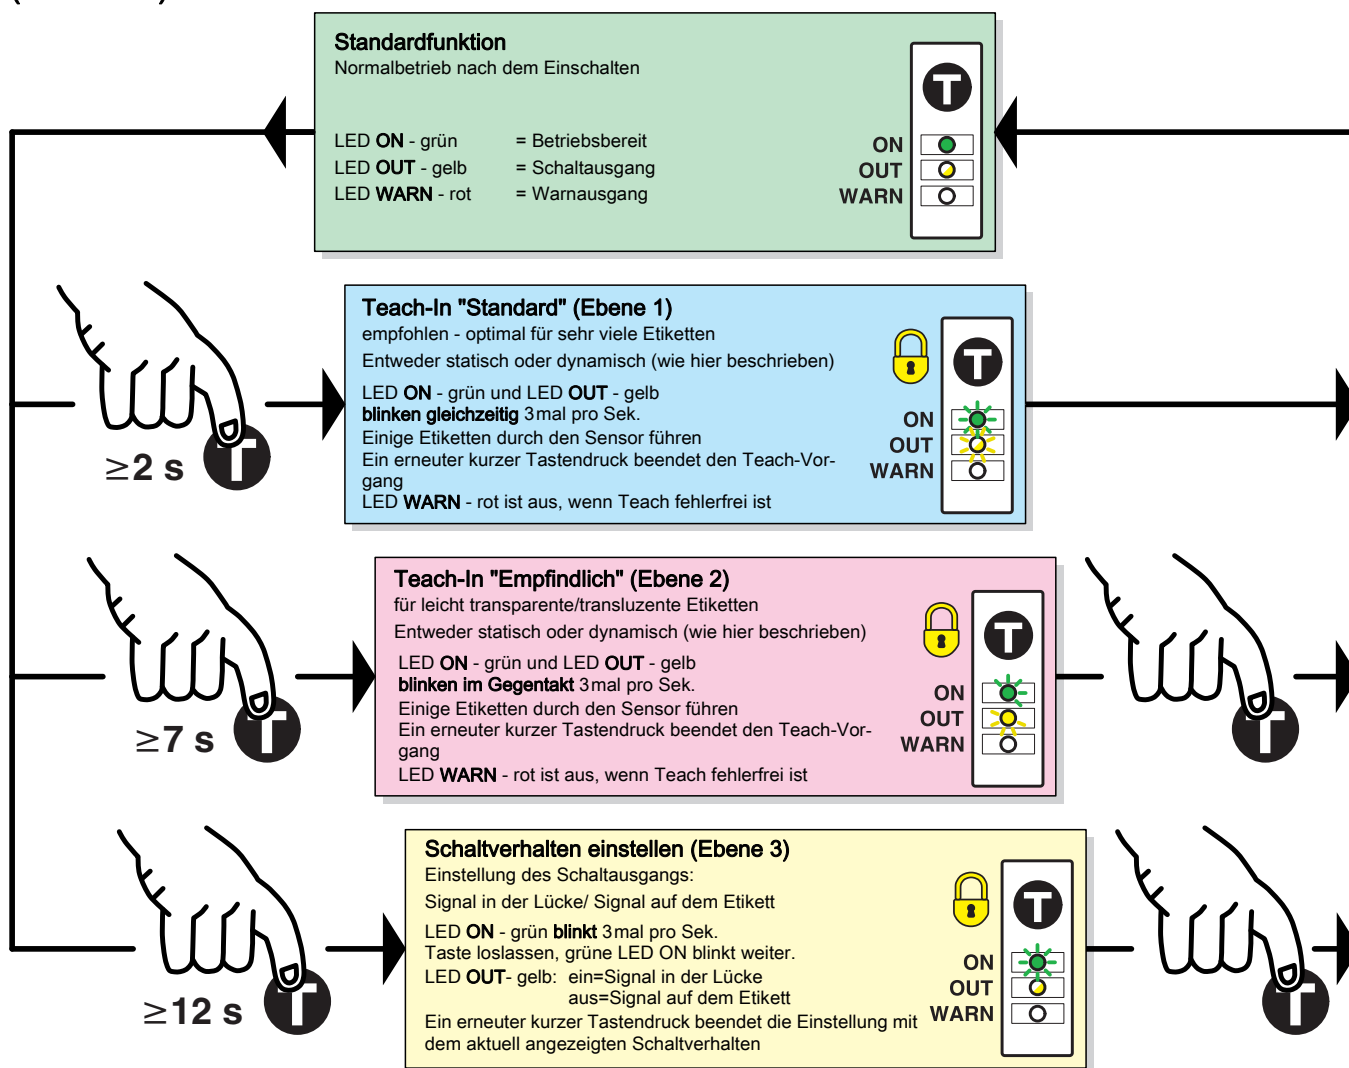 Standardfunktion
Normalbetrieb nach dem Einschalten
LED ON - grün = Betriebsbereit
LED OUT - gelb = Schaltausgang
LED WARN - rot = Warnausgang
T
ON
OUT
WARN
Teach-In "Standard" (Ebene 1)
empfohlen - optimal für sehr viele Etiketten
Entweder statisch oder dynamisch (wie hier beschrieben)
LED ON - grün und LED OUT - gelb
blinken gleichzeitig 3mal pro Sek.
Einige Etiketten durch den Sensor führen
Ein erneuter kurzer Tastendruck beendet den Teach-Vor-
gang
LED WARN - rot ist aus, wenn Teach fehlerfrei ist
T
ON
OUT
WARN
≥2 s
T
Teach-In "Empfindlich" (Ebene 2)
für leicht transparente/transluzente Etiketten
Entweder statisch oder dynamisch (wie hier beschrieben)
LED ON - grün und LED OUT - gelb
blinken im Gegentakt 3mal pro Sek.
Einige Etiketten durch den Sensor führen
Ein erneuter kurzer Tastendruck beendet den Teach-Vor-
gang
LED WARN - rot ist aus, wenn Teach fehlerfrei ist
T
ON
OUT
WARN
≥7 s
T
T
Schaltverhalten einstellen (Ebene 3)
Einstellung des Schaltausgangs:
Signal in der Lücke/ Signal auf dem Etikett
LED ON - grün blinkt 3mal pro Sek.
Taste loslassen, grüne LED ON blinkt weiter.
LED OUT- gelb: ein=Signal in der Lücke
aus=Signal auf dem Etikett
Ein erneuter kurzer Tastendruck beendet die Einstellung mit
dem aktuell angezeigten Schaltverhalten
T
ON
OUT
WARN
≥12 s
T
T